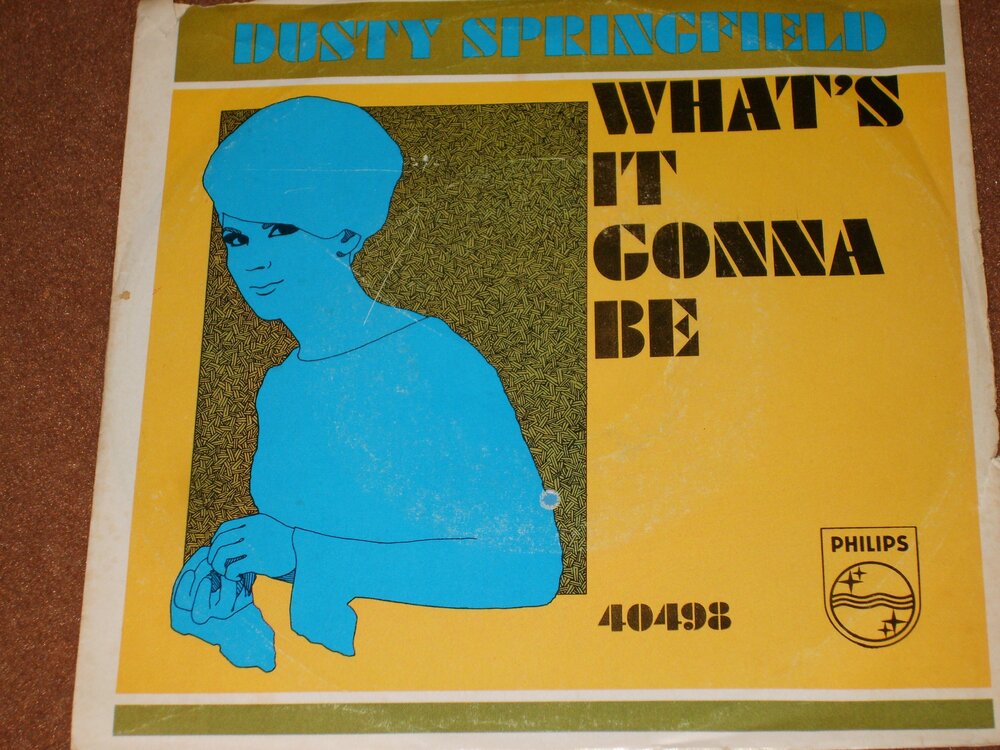 DUSTY SPRINGFIELD
WHAT'S
IT
GONNA
BE
PHILIPS
40498